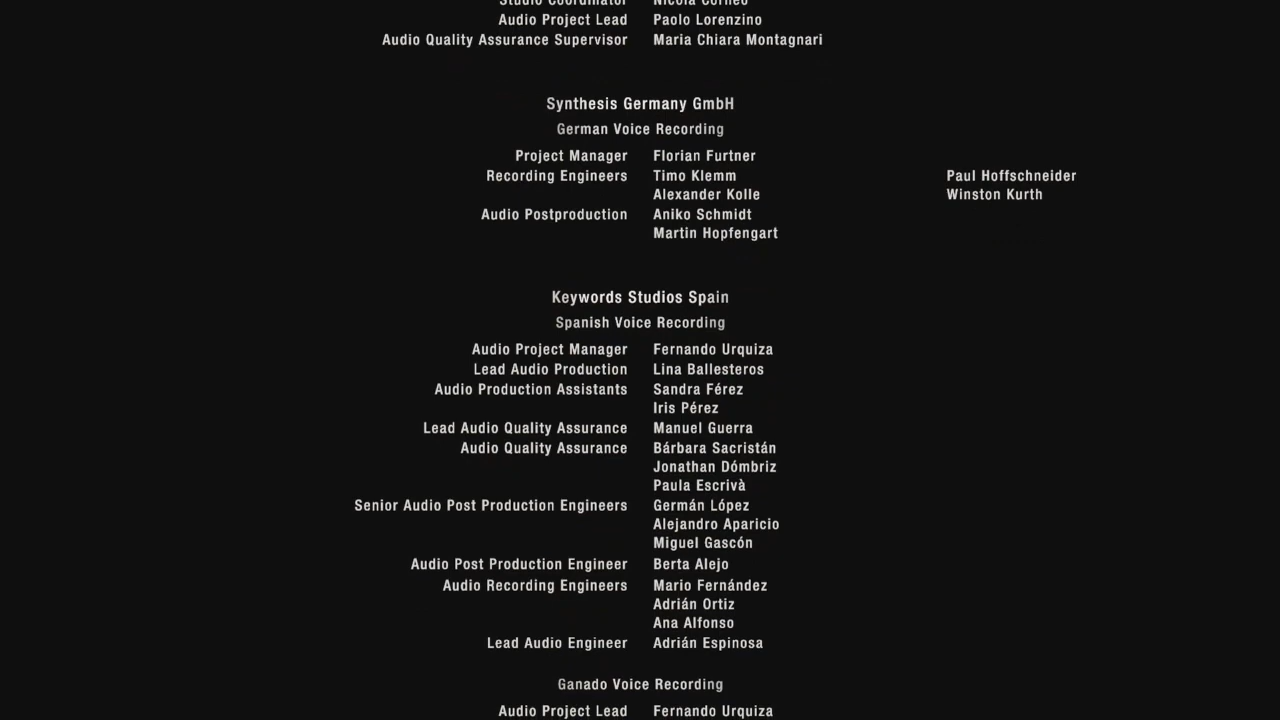 Studio Coordinator Nicola Corneo
Audio Project Lead Paolo Lorenzino
Audio Quality Assurance Supervisor Maria Chiara Montagnari
Synthesis Germany GmbH
German Voice Recording
Project Manager Florian Furtner
Recording Engineers Timo Klemm Paul Hoffschneider
Alexander Kolle Winston Kurth
Audio Postproduction Aniko Schmidt
Martin Hopfengart
Keywords Studios Spain
Spanish Voice Recording
Audio Project Manager Fernando Urquiza
Lead Audio Production Lina Ballesteros
Audio Production Assistants Sandra Férez
Iris Pérez
Lead Audio Quality Assurance Manuel Guerra
Audio Quality Assurance Bárbara Sacristán
Jonathan Dómbriz
Paula Escrivà
Senior Audio Post Production Engineers Germán López
Alejandro Aparicio
Miguel Gascón
Audio Post Production Engineer Berta Alejo
Audio Recording Engineers Mario Fernández
Adrián Ortiz
Ana Alfonso
Lead Audio Engineer Adrián Espinosa
Ganado Voice Recording
Audio Project Lead Fernando Urquiza